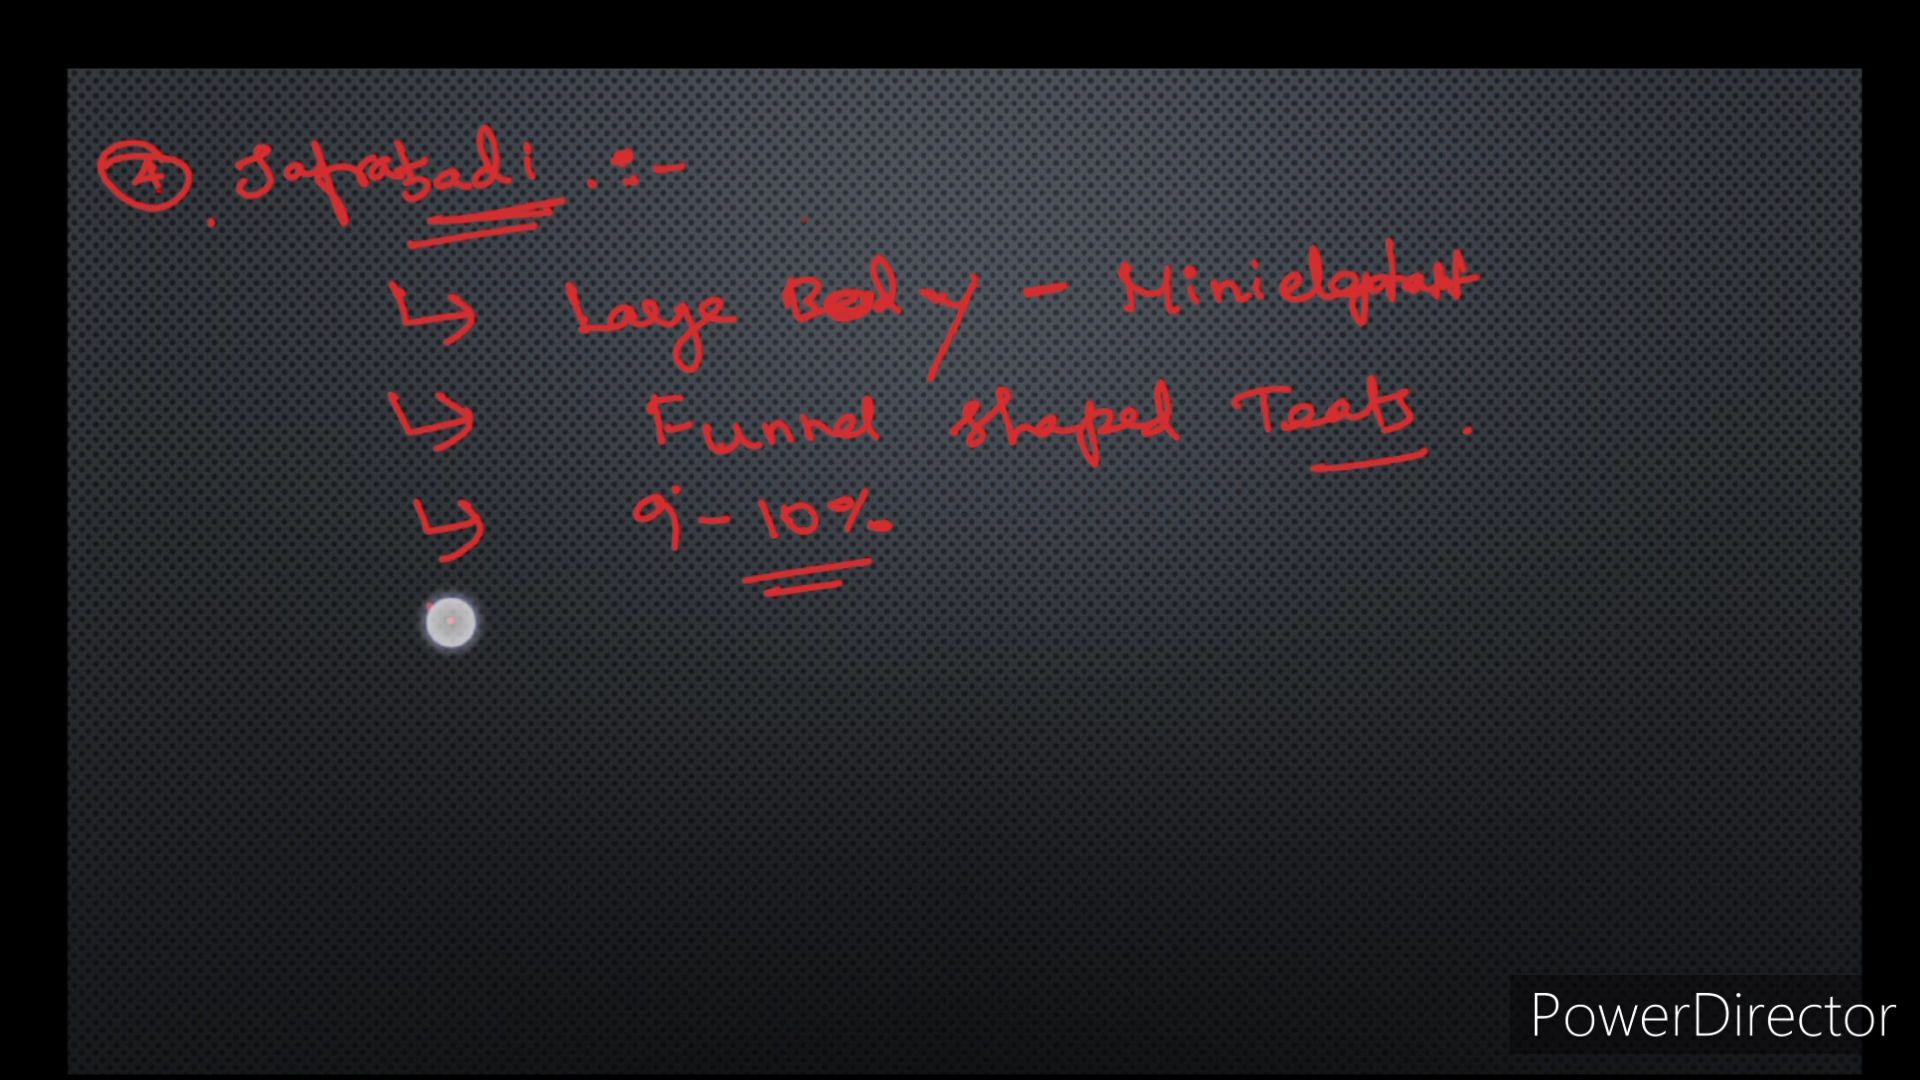 4. Jafrabadi :-
↳ Large Body - Minielephant
↳ Funnel shaped Teats.
↳ 9-10%
PowerDirector